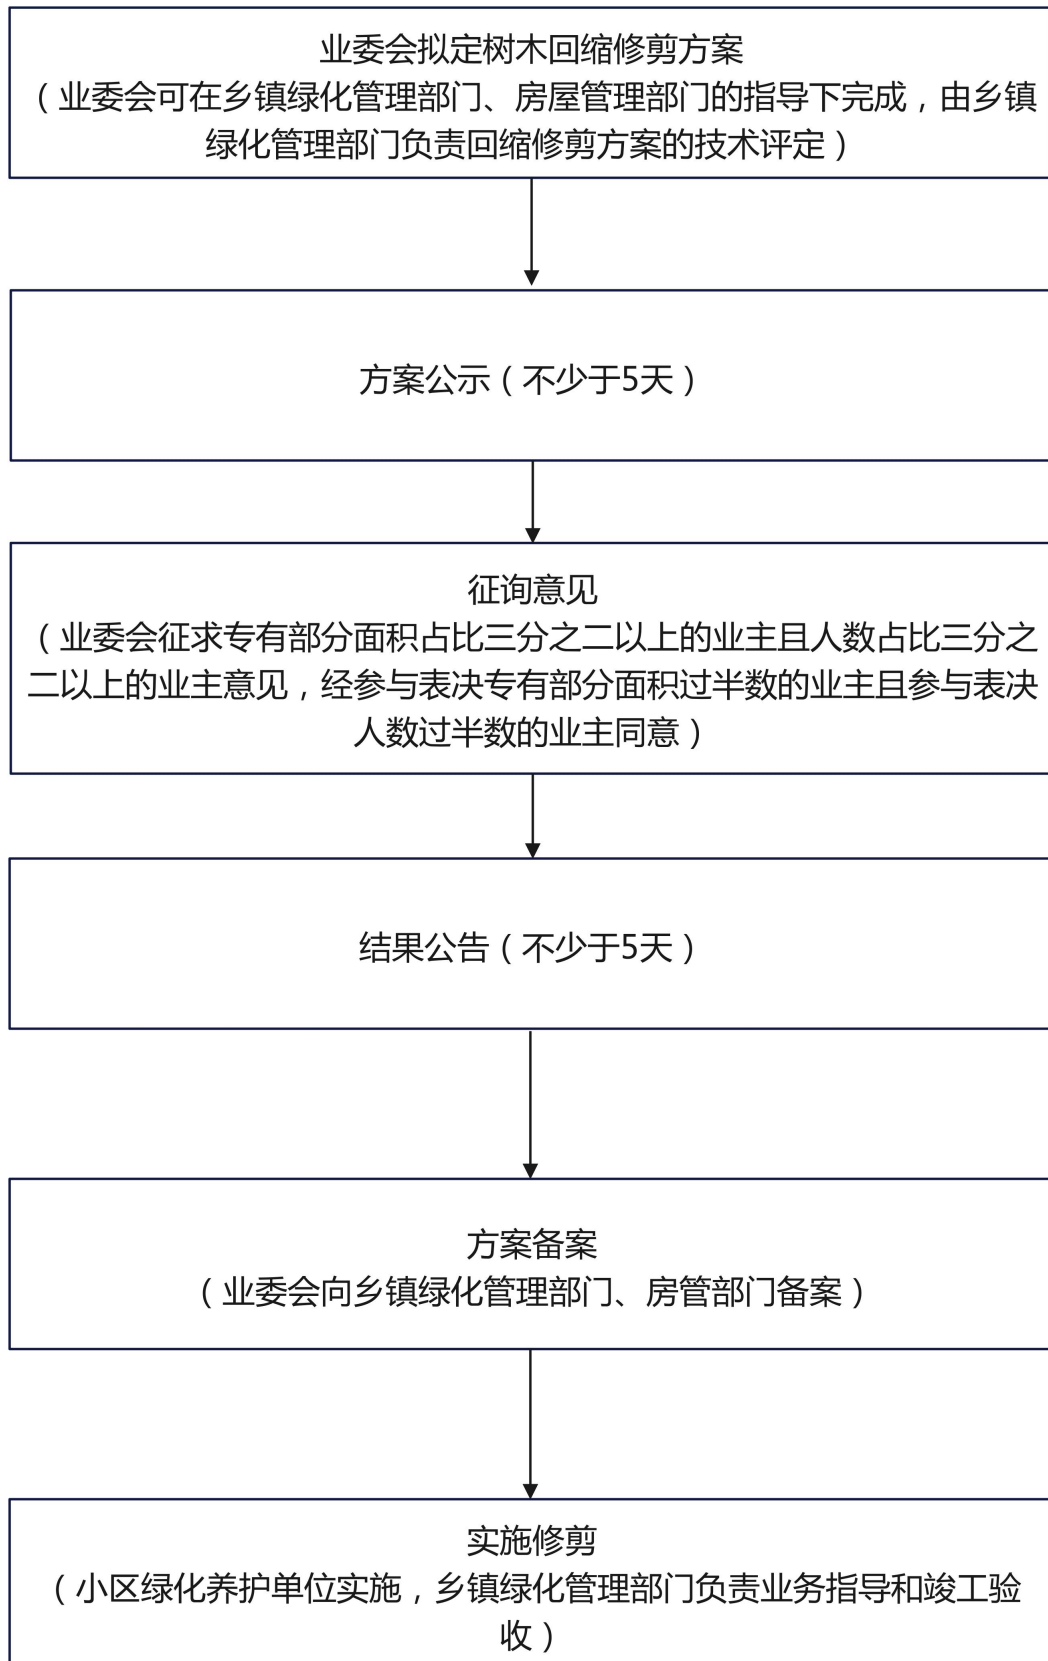 业委会拟定树木回缩修剪方案
（业委会可在乡镇绿化管理部门、房屋管理部门的指导下完成，由乡镇
绿化管理部门负责回缩修剪方案的技术评定）
方案公示（不少于5天）
征询意见
（业委会征求专有部分面积占比三分之二以上的业主且人数占比三分之
二以上的业主意见，经参与表决专有部分面积过半数的业主且参与表决
人数过半数的业主同意）
结果公告（不少于5天）
方案备案
（业委会向乡镇绿化管理部门、房管部门备案）
实施修剪
（小区绿化养护单位实施，乡镇绿化管理部门负责业务指导和竣工验
收）